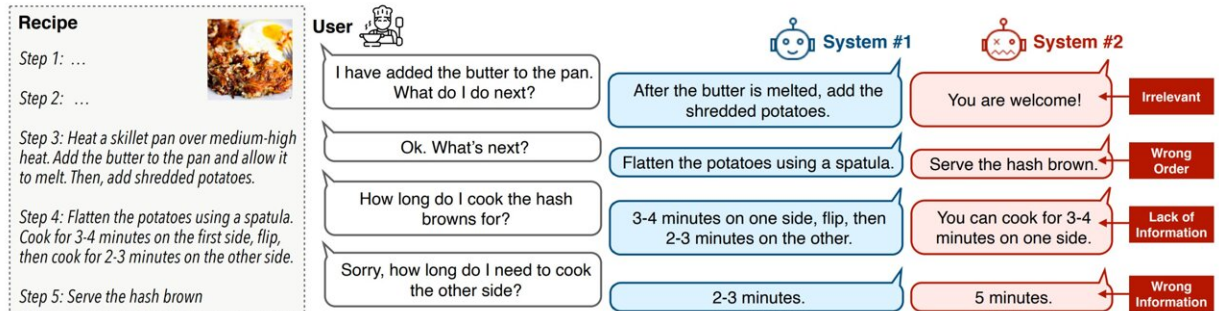 Recipe
Step 1: ...
Step 2: ...
Step 3: Heat a skillet pan over medium-high
heat. Add the butter to the pan and allow it
to melt. Then, add shredded potatoes.
Step 4: Flatten the potatoes using a spatula.
Cook for 3-4 minutes on the first side, flip,
then cook for 2-3 minutes on the other side.
Step 5: Serve the hash brown
User
System #1
System #2
I have added the butter to the pan.
What do I do next?
After the butter is melted, add the
shredded potatoes.
You are welcome!
Irrelevant
Ok. What's next?
Flatten the potatoes using a spatula.
Serve the hash brown.
Wrong
Order
How long do I cook the hash
browns for?
3-4 minutes on one side, flip, then
2-3 minutes on the other.
You can cook for 3-4
minutes on one side.
Lack of
Information
Sorry, how long do I need to cook
the other side?
2-3 minutes.
5 minutes.
Wrong
Information